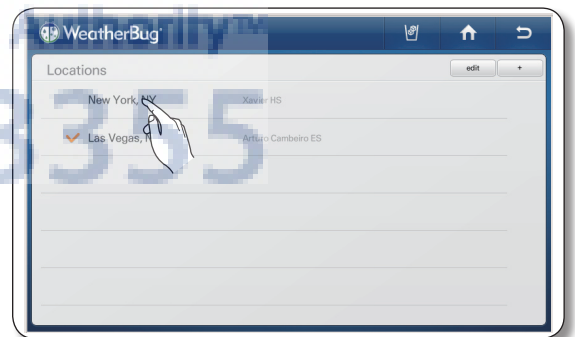 WeatherBug®
Locations edit +
New York, NY Xavier HS
Las Vegas, Arturo Cambeiro ES